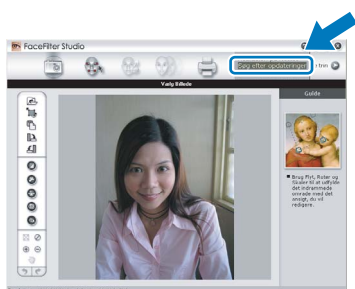 FaceFilter Studio
Søg efter opdateringer
trin
Vælg Billede
Guide
Brug Flyt, Roter og
Skaler til at udfylde
det indrammede
område med det
ansigt, du vil
redigere.